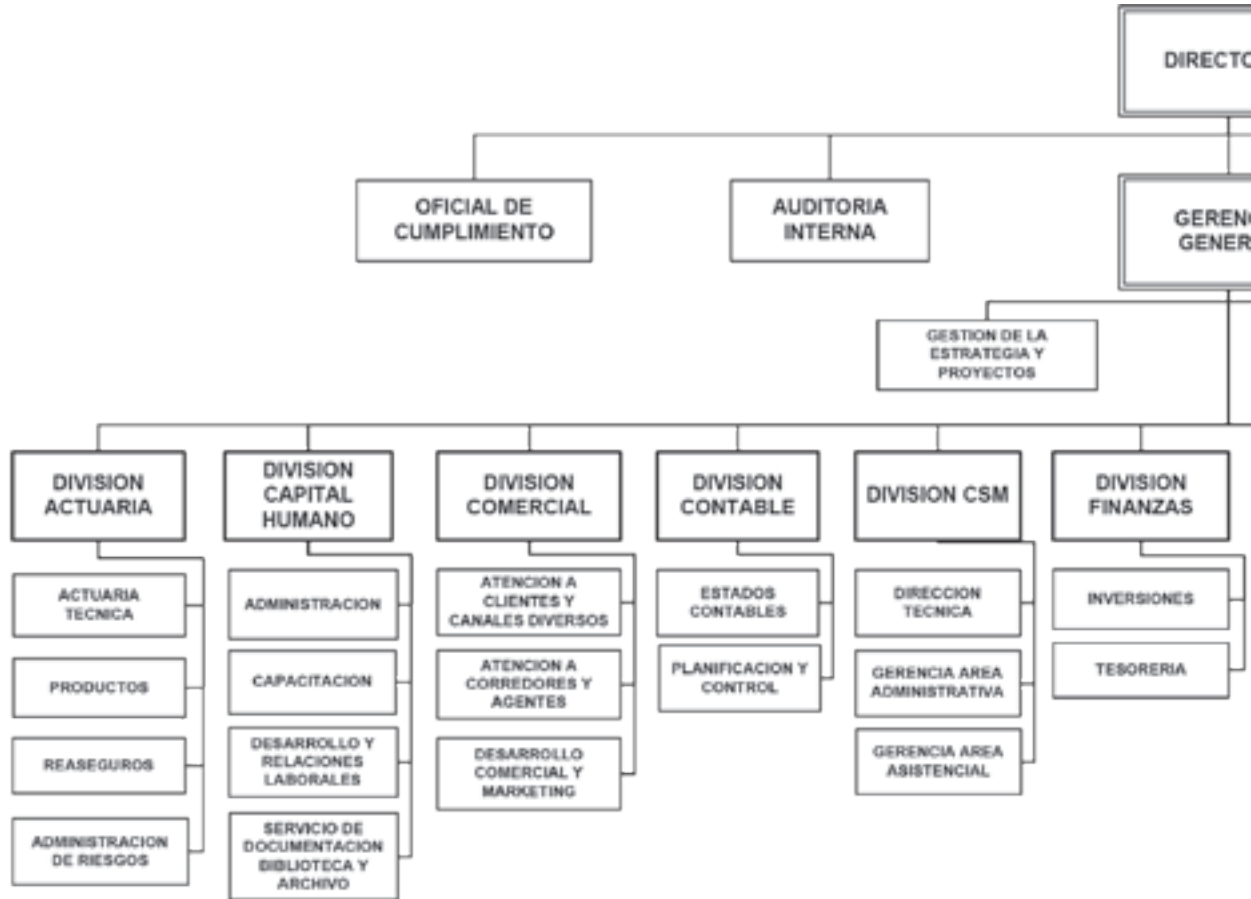 DIRECTO
OFICIAL DE
CUMPLIMIENTO
AUDITORIA
INTERNA
GERENC
GENER
GESTION DE LA
ESTRATEGIA Y
PROYECTOS
DIVISION
ACTUARIA
DIVISION
CAPITAL
HUMANO
DIVISION
COMERCIAL
DIVISION
CONTABLE
DIVISION CSM
DIVISION
FINANZAS
ACTUARIA
TECNICA
PRODUCTOS
REASEGUROS
ADMINISTRACION
DE RIESGOS
ADMINISTRACION
CAPACITACION
DESARROLLO Y
RELACIONES
LABORALES
SERVICIO DE
DOCUMENTACION
BIBLIOTECA Y
ARCHIVO
ATENCION A
CLIENTES Y
CANALES DIVERSOS
ATENCION A
CORREDORES Y
AGENTES
DESARROLLO
COMERCIAL Y
MARKETING
ESTADOS
CONTABLES
PLANIFICACION Y
CONTROL
DIRECCION
TECNICA
GERENCIA AREA
ADMINISTRATIVA
GERENCIA AREA
ASISTENCIAL
INVERSIONES
TESORERIA